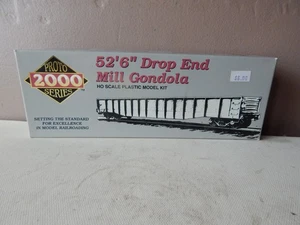 PROTO
2000
SERIES
52'6" Drop End
Mill Gondola
HO SCALE PLASTIC MODEL KIT
SETTING THE STANDARD
FOR EXCELLENCE
IN MODEL RAILROADING